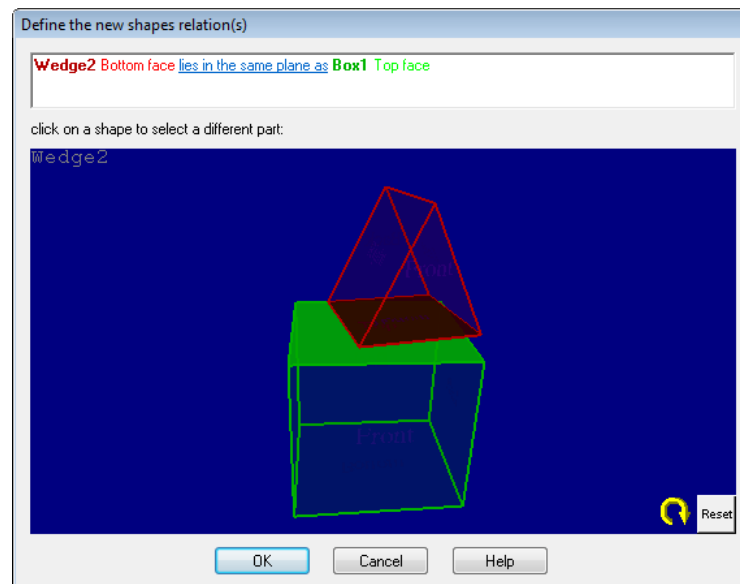 Define the new shapes relation(s)
Wedge2 Bottom face lies in the same plane as Box1 Top face
click on a shape to select a different part:
Wedge2
Front
Reset
OK Cancel Help